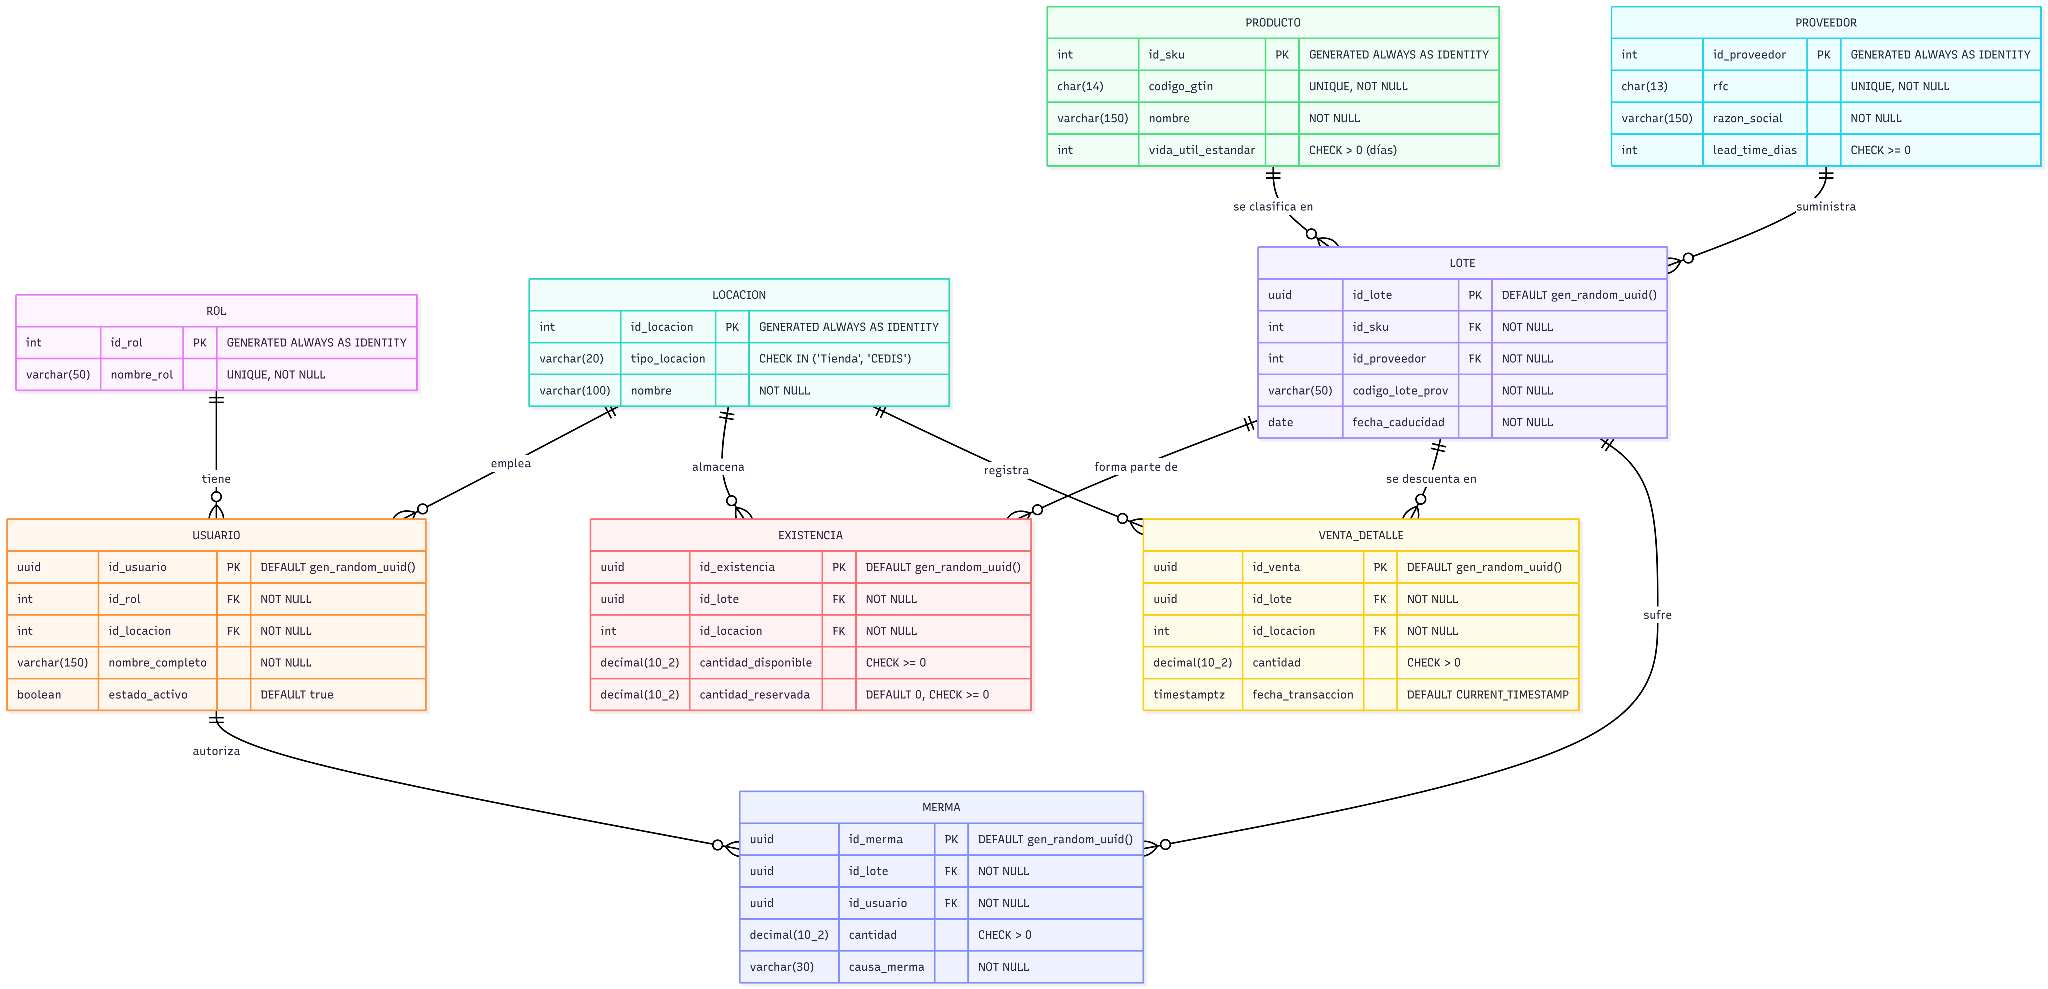 PRODUCTO
int id_sku PK GENERATED ALWAYS AS IDENTITY
char(14) codigo_gtin UNIQUE, NOT NULL
varchar(150) nombre NOT NULL
int vida_util_estandar CHECK > 0 (días)
PROVEEDOR
int id_proveedor PK GENERATED ALWAYS AS IDENTITY
char(13) rfc UNIQUE, NOT NULL
varchar(150) razon_social NOT NULL
int lead_time_dias CHECK >= 0
se clasifica en
suministra
ROL
int id_rol PK GENERATED ALWAYS AS IDENTITY
varchar(50) nombre_rol UNIQUE, NOT NULL
LOCACION
int id_locacion PK GENERATED ALWAYS AS IDENTITY
varchar(20) tipo_locacion CHECK IN ('Tienda', 'CEDIS')
varchar(100) nombre NOT NULL
LOTE
uuid id_lote PK DEFAULT gen_random_uuid()
int id_sku FK NOT NULL
int id_proveedor FK NOT NULL
varchar(50) codigo_lote_prov NOT NULL
date fecha_caducidad NOT NULL
tiene
emplea
almacena
registra
forma parte de
se descuenta en
sufre
USUARIO
uuid id_usuario PK DEFAULT gen_random_uuid()
int id_rol FK NOT NULL
int id_locacion FK NOT NULL
varchar(150) nombre_completo NOT NULL
boolean estado_activo DEFAULT true
EXISTENCIA
uuid id_existencia PK DEFAULT gen_random_uuid()
uuid id_lote FK NOT NULL
int id_locacion FK NOT NULL
decimal(10_2) cantidad_disponible CHECK >= 0
decimal(10_2) cantidad_reservada DEFAULT 0, CHECK >= 0
VENTA_DETALLE
uuid id_venta PK DEFAULT gen_random_uuid()
uuid id_lote FK NOT NULL
int id_locacion FK NOT NULL
decimal(10_2) cantidad CHECK > 0
timestamptz fecha_transaccion DEFAULT CURRENT_TIMESTAMP
autoriza
MERMA
uuid id_merma PK DEFAULT gen_random_uuid()
uuid id_lote FK NOT NULL
uuid id_usuario FK NOT NULL
decimal(10_2) cantidad CHECK > 0
varchar(30) causa_merma NOT NULL